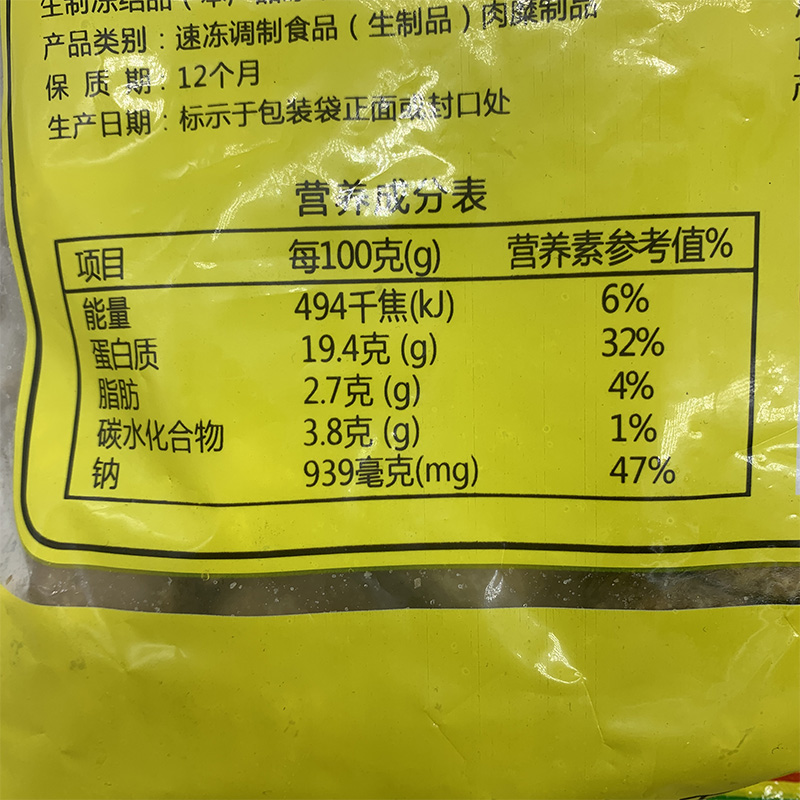 生制冻结品
产品类别：速冻调制食品（生制品）肉糜制品
保 质 期：12个月
生产日期：标示于包装袋正面或封口处
营养成分表
项目 每100克(g) 营养素参考值%
能量 494千焦(kJ) 6%
蛋白质 19.4克 (g) 32%
脂肪 2.7克 (g) 4%
碳水化合物 3.8克 (g) 1%
钠 939毫克(mg) 47%